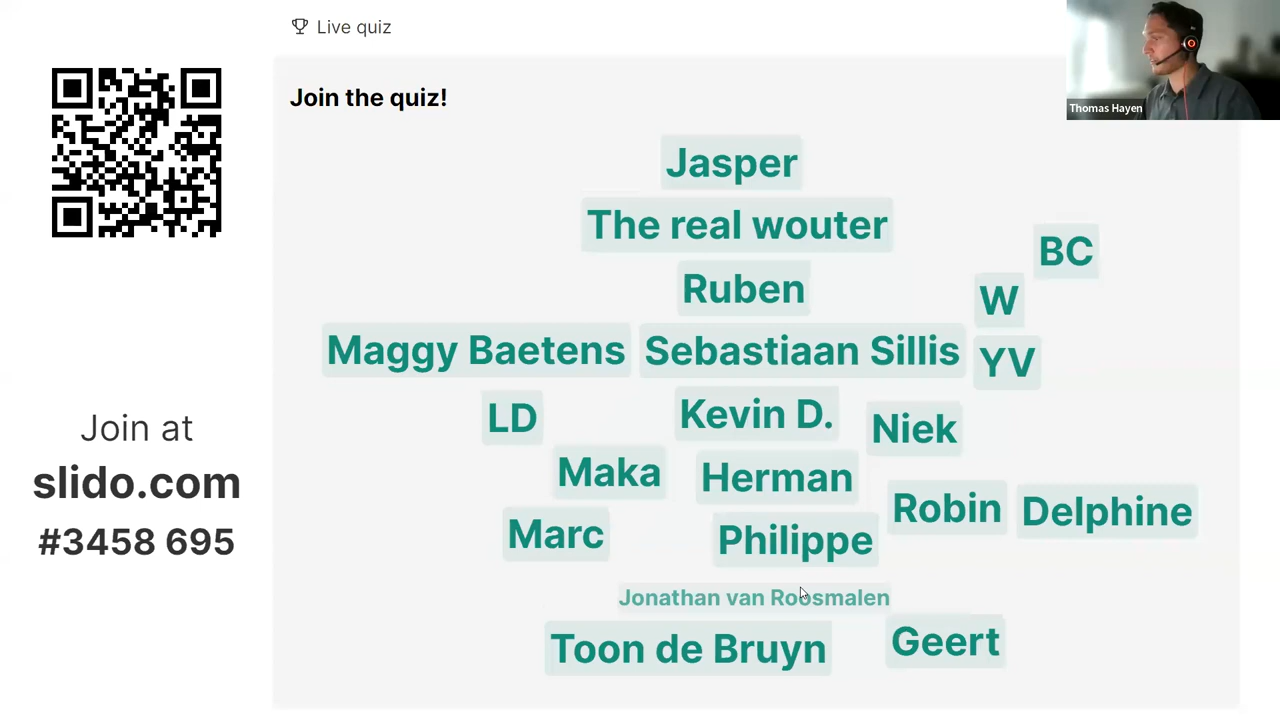 Live quiz
Join the quiz!
Thomas Hayen
Jasper
The real wouter
BC
Ruben
W
Maggy Baetens
Sebastiaan Sillis
YV
LD
Kevin D.
Niek
Maka
Herman
Robin
Delphine
Marc
Philippe
Jonathan van Roosmalen
Toon de Bruyn
Geert
Join at
slido.com
#3458 695